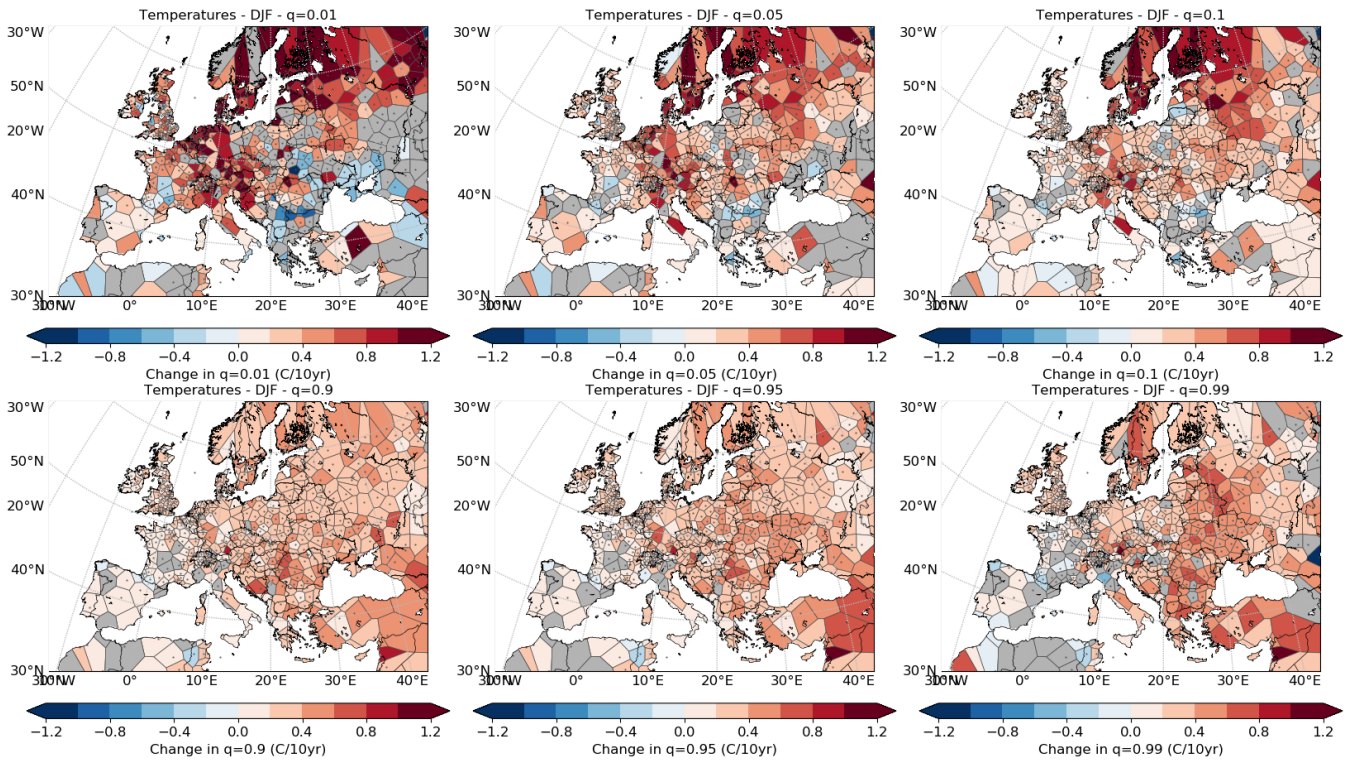 Temperatures - DJF - q=0.01
Temperatures - DJF - q=0.05
Temperatures - DJF - q=0.1
30°W
50°N
20°W
40°N
30°N
10°W
0°
10°E
20°E
30°E
40°E
30°W
50°N
20°W
40°N
30°N
10°W
0°
10°E
20°E
30°E
40°E
30°W
50°N
20°W
40°N
30°N
10°W
0°
10°E
20°E
30°E
40°E
−1.2 −0.8 −0.4 0.0 0.4 0.8 1.2
−1.2 −0.8 −0.4 0.0 0.4 0.8 1.2
−1.2 −0.8 −0.4 0.0 0.4 0.8 1.2
Change in q=0.01 (C/10yr)
Change in q=0.05 (C/10yr)
Change in q=0.1 (C/10yr)
Temperatures - DJF - q=0.9
Temperatures - DJF - q=0.95
Temperatures - DJF - q=0.99
30°W
50°N
20°W
40°N
30°N
10°W
0°
10°E
20°E
30°E
40°E
30°W
50°N
20°W
40°N
30°N
10°W
0°
10°E
20°E
30°E
40°E
30°W
50°N
20°W
40°N
30°N
10°W
0°
10°E
20°E
30°E
40°E
−1.2 −0.8 −0.4 0.0 0.4 0.8 1.2
−1.2 −0.8 −0.4 0.0 0.4 0.8 1.2
−1.2 −0.8 −0.4 0.0 0.4 0.8 1.2
Change in q=0.9 (C/10yr)
Change in q=0.95 (C/10yr)
Change in q=0.99 (C/10yr)